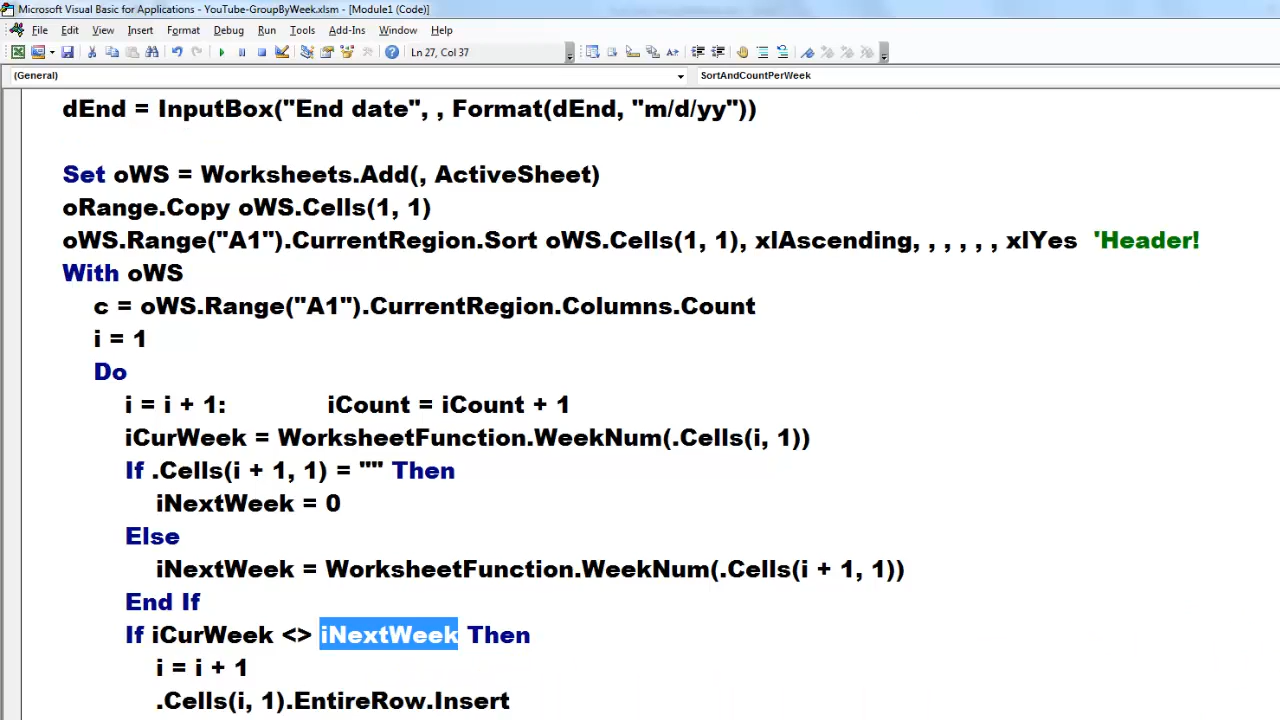 Microsoft Visual Basic for Applications - YouTube-GroupByWeek.xlsm - [Module1 (Code)]
File Edit View Insert Format Debug Run Tools Add-Ins Window Help
Ln 27, Col 37
(General) SortAndCountPerWeek
dEnd = InputBox("End date", , Format(dEnd, "m/d/yy"))
Set oWS = Worksheets.Add(, ActiveSheet)
oRange.Copy oWS.Cells(1, 1)
oWS.Range("A1").CurrentRegion.Sort oWS.Cells(1, 1), xlAscending, , , , , , xlYes 'Header!
With oWS
c = oWS.Range("A1").CurrentRegion.Columns.Count
i = 1
Do
i = i + 1: iCount = iCount + 1
iCurWeek = WorksheetFunction.WeekNum(.Cells(i, 1))
If .Cells(i + 1, 1) = "" Then
iNextWeek = 0
Else
iNextWeek = WorksheetFunction.WeekNum(.Cells(i + 1, 1))
End If
If iCurWeek <> iNextWeek Then
i = i + 1
.Cells(i, 1).EntireRow.Insert